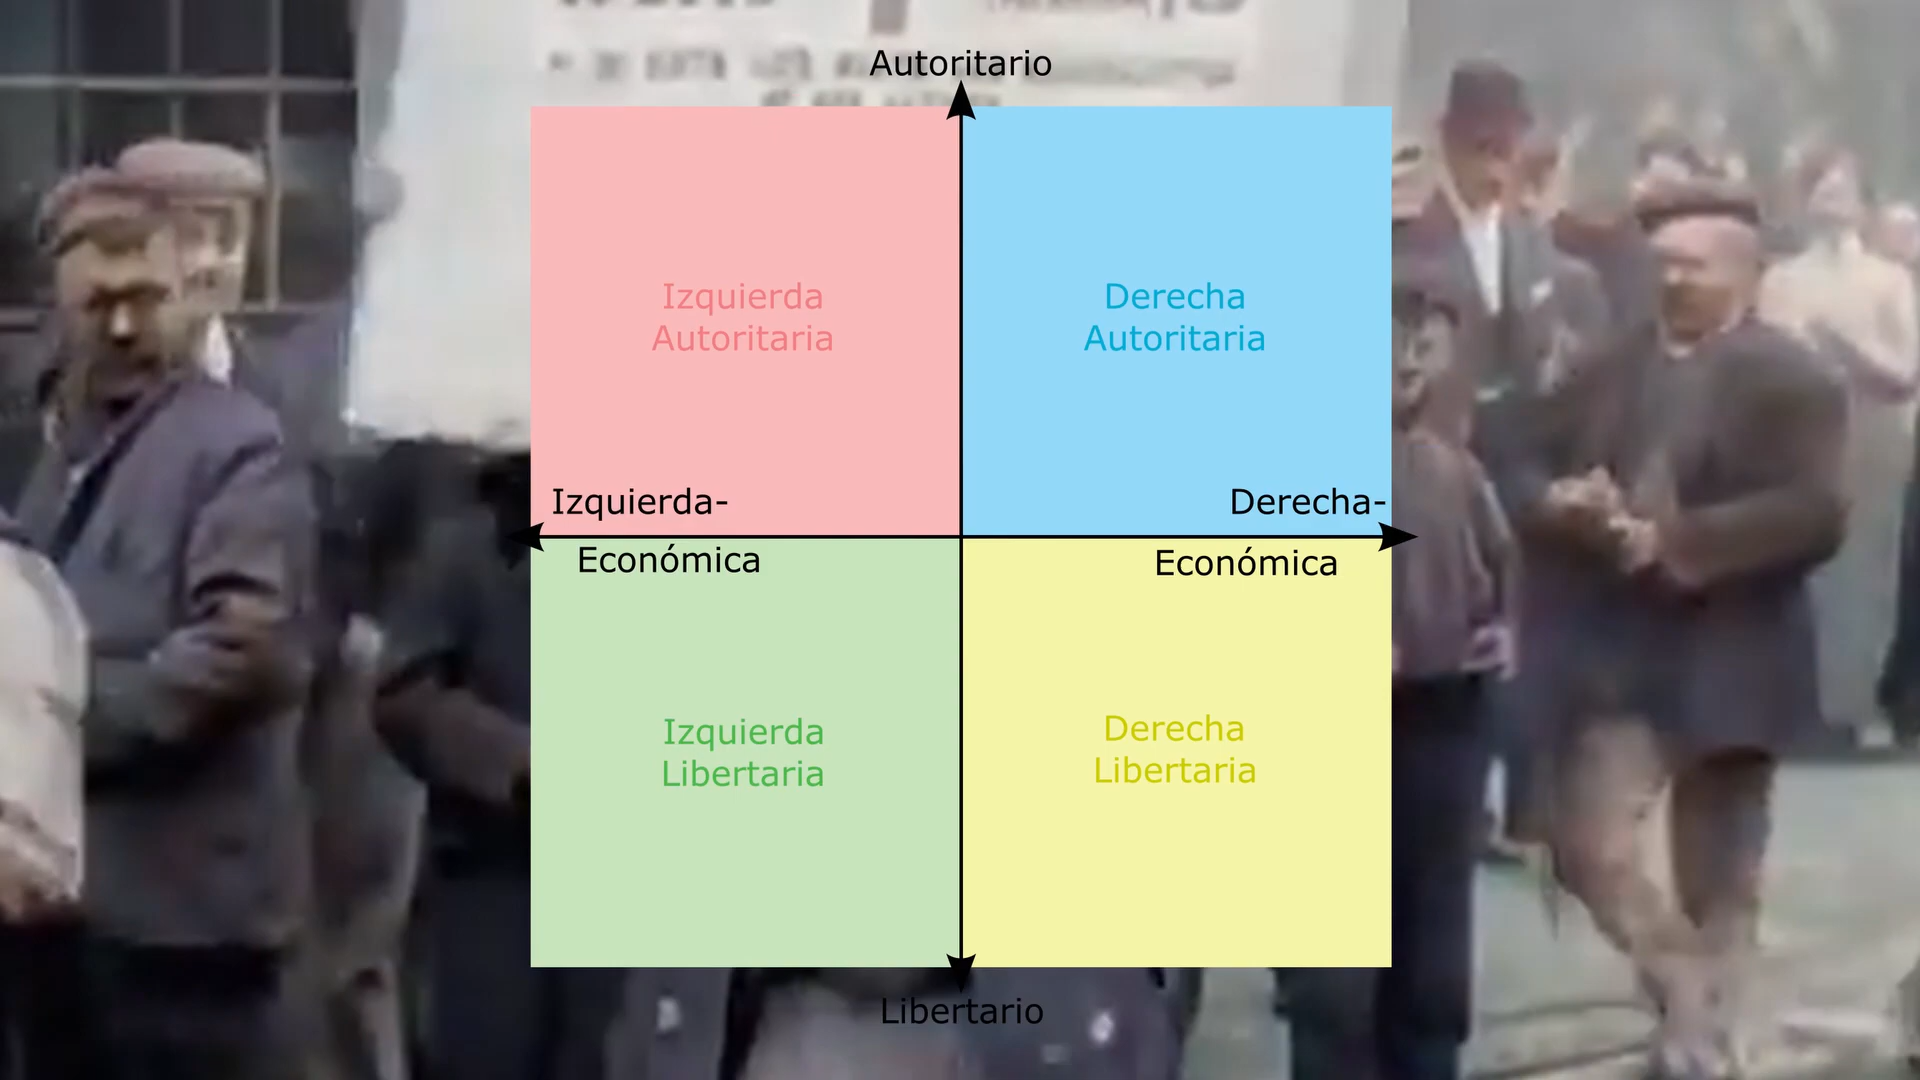 Autoritario
Izquierda
Autoritaria
Derecha
Autoritaria
Izquierda-
Económica
Derecha-
Económica
Izquierda
Libertaria
Derecha
Libertaria
Libertario